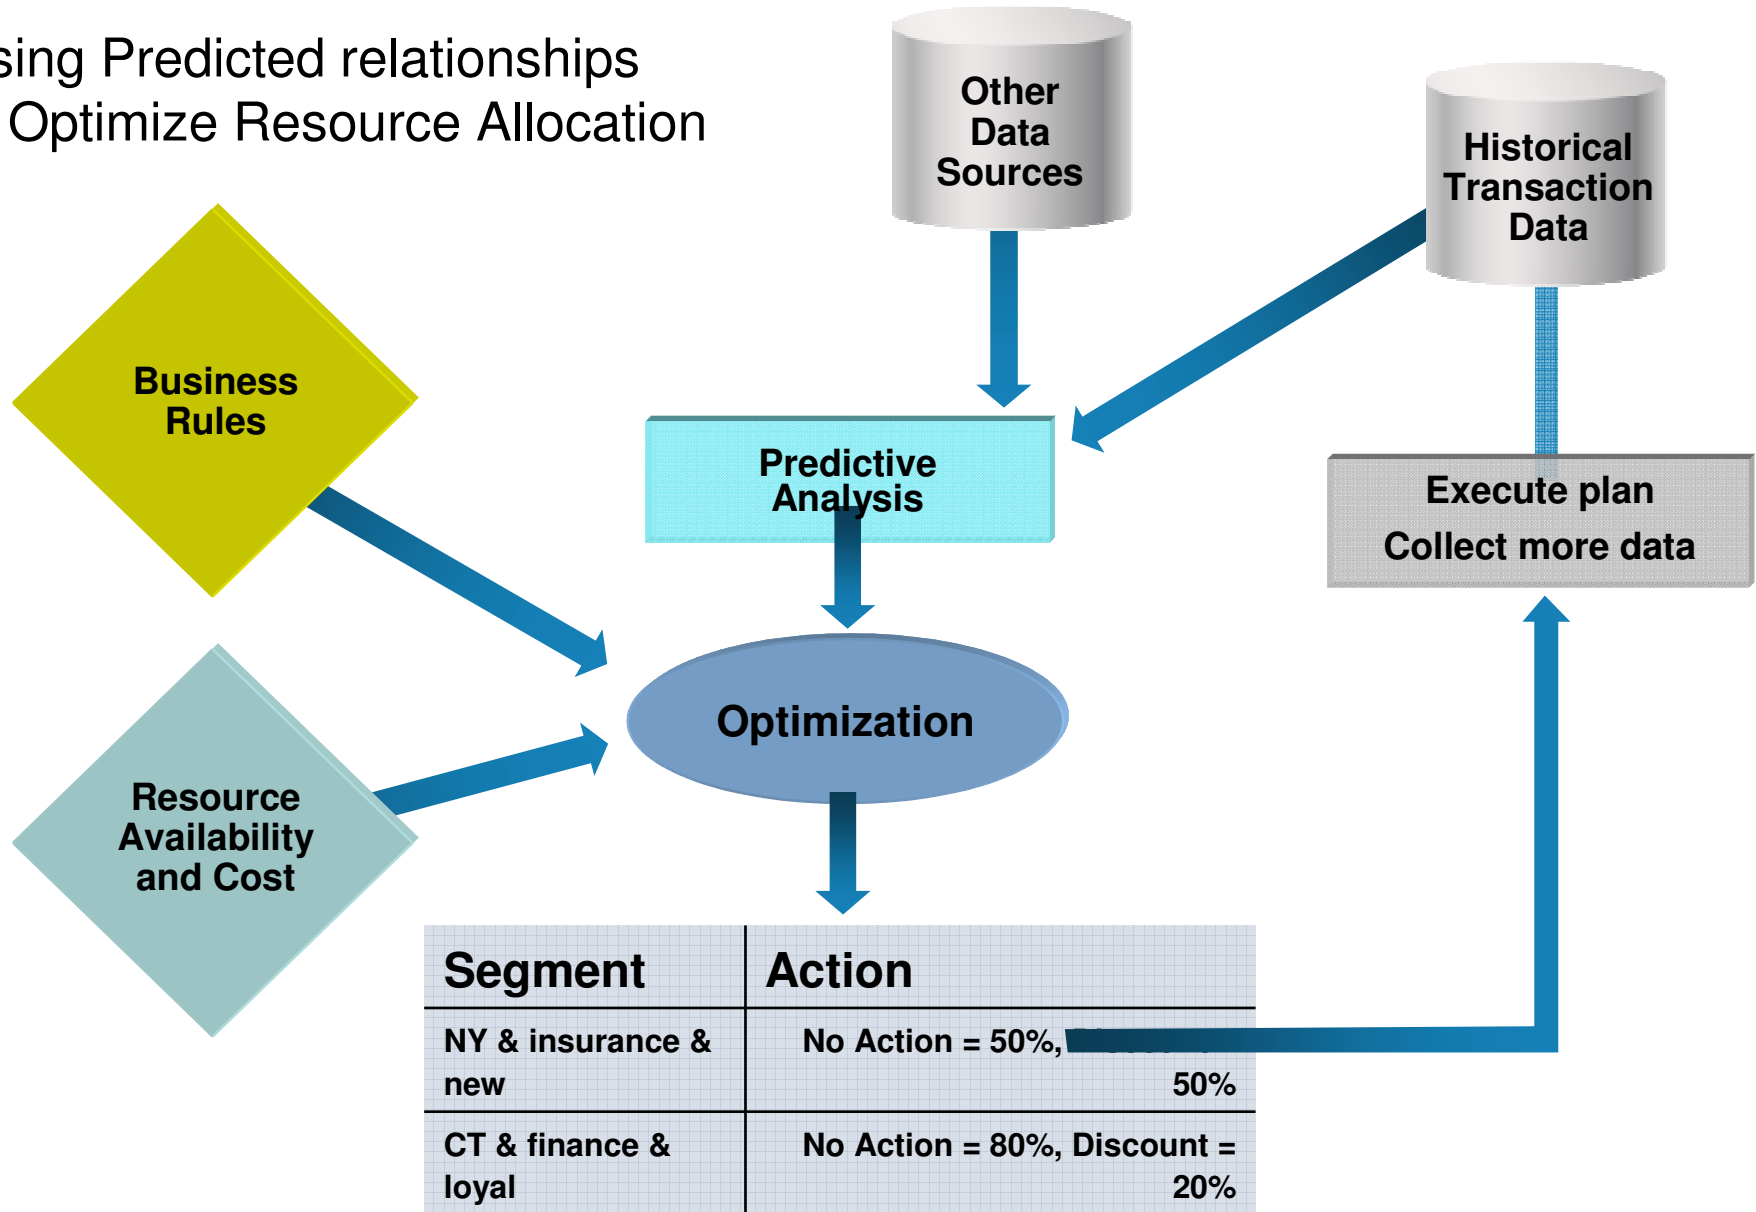 sing Predicted relationships
Optimize Resource Allocation
Other
Data
Sources
Historical
Transaction
Data
Business
Rules
Predictive
Analysis
Execute plan
Collect more data
Optimization
Resource
Availability
and Cost
Segment Action
NY & insurance & No Action = 50%,
new 50%
CT & finance & No Action = 80%, Discount =
loyal 20%